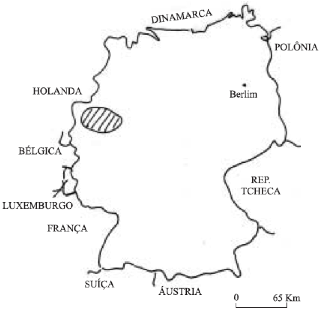 DINAMARCA
POLÔNIA
HOLANDA
Berlim
BÉLGICA
REP.
TCHECA
LUXEMBURGO
FRANÇA
SUÍÇA
ÁUSTRIA
0 65 Km